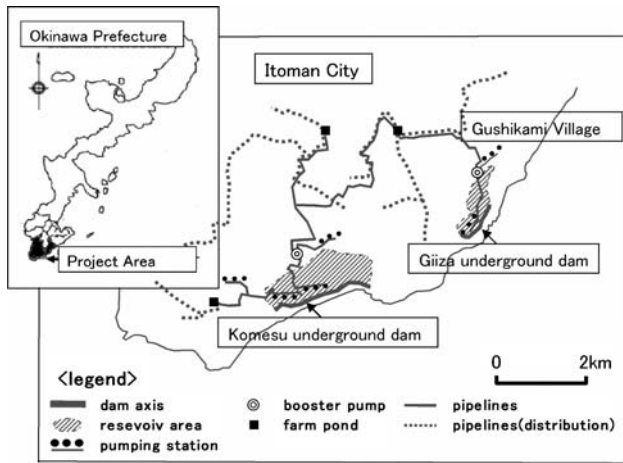 Okinawa Prefecture
Itoman City
Gushikami Village
Project Area
Giiza underground dam
Komesu underground dam
0 2km
<legend>
dam axis
resevoiv area
pumping station
booster pump
farm pond
pipelines
pipelines(distribution)